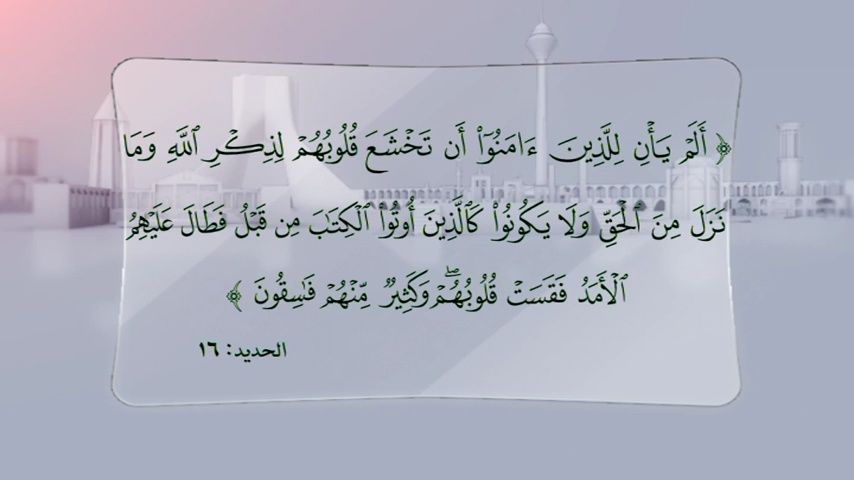 ﴿ أَلَمْ يَأْنِ لِلَّذِينَ ءَامَنُوٓا۟ أَن تَخْشَعَ قُلُوبُهُمْ لِذِكْرِ ٱللَّهِ وَمَا
نَزَلَ مِنَ ٱلْحَقِّ وَلَا يَكُونُوا۟ كَٱلَّذِينَ أُوتُوا۟ ٱلْكِتَٰبَ مِن قَبْلُ فَطَالَ عَلَيْهِمُ
ٱلْأَمَدُ فَقَسَتْ قُلُوبُهُمْ ۖ وَكَثِيرٌ مِّنْهُمْ فَٰسِقُونَ ﴾
الحديد: ١٦